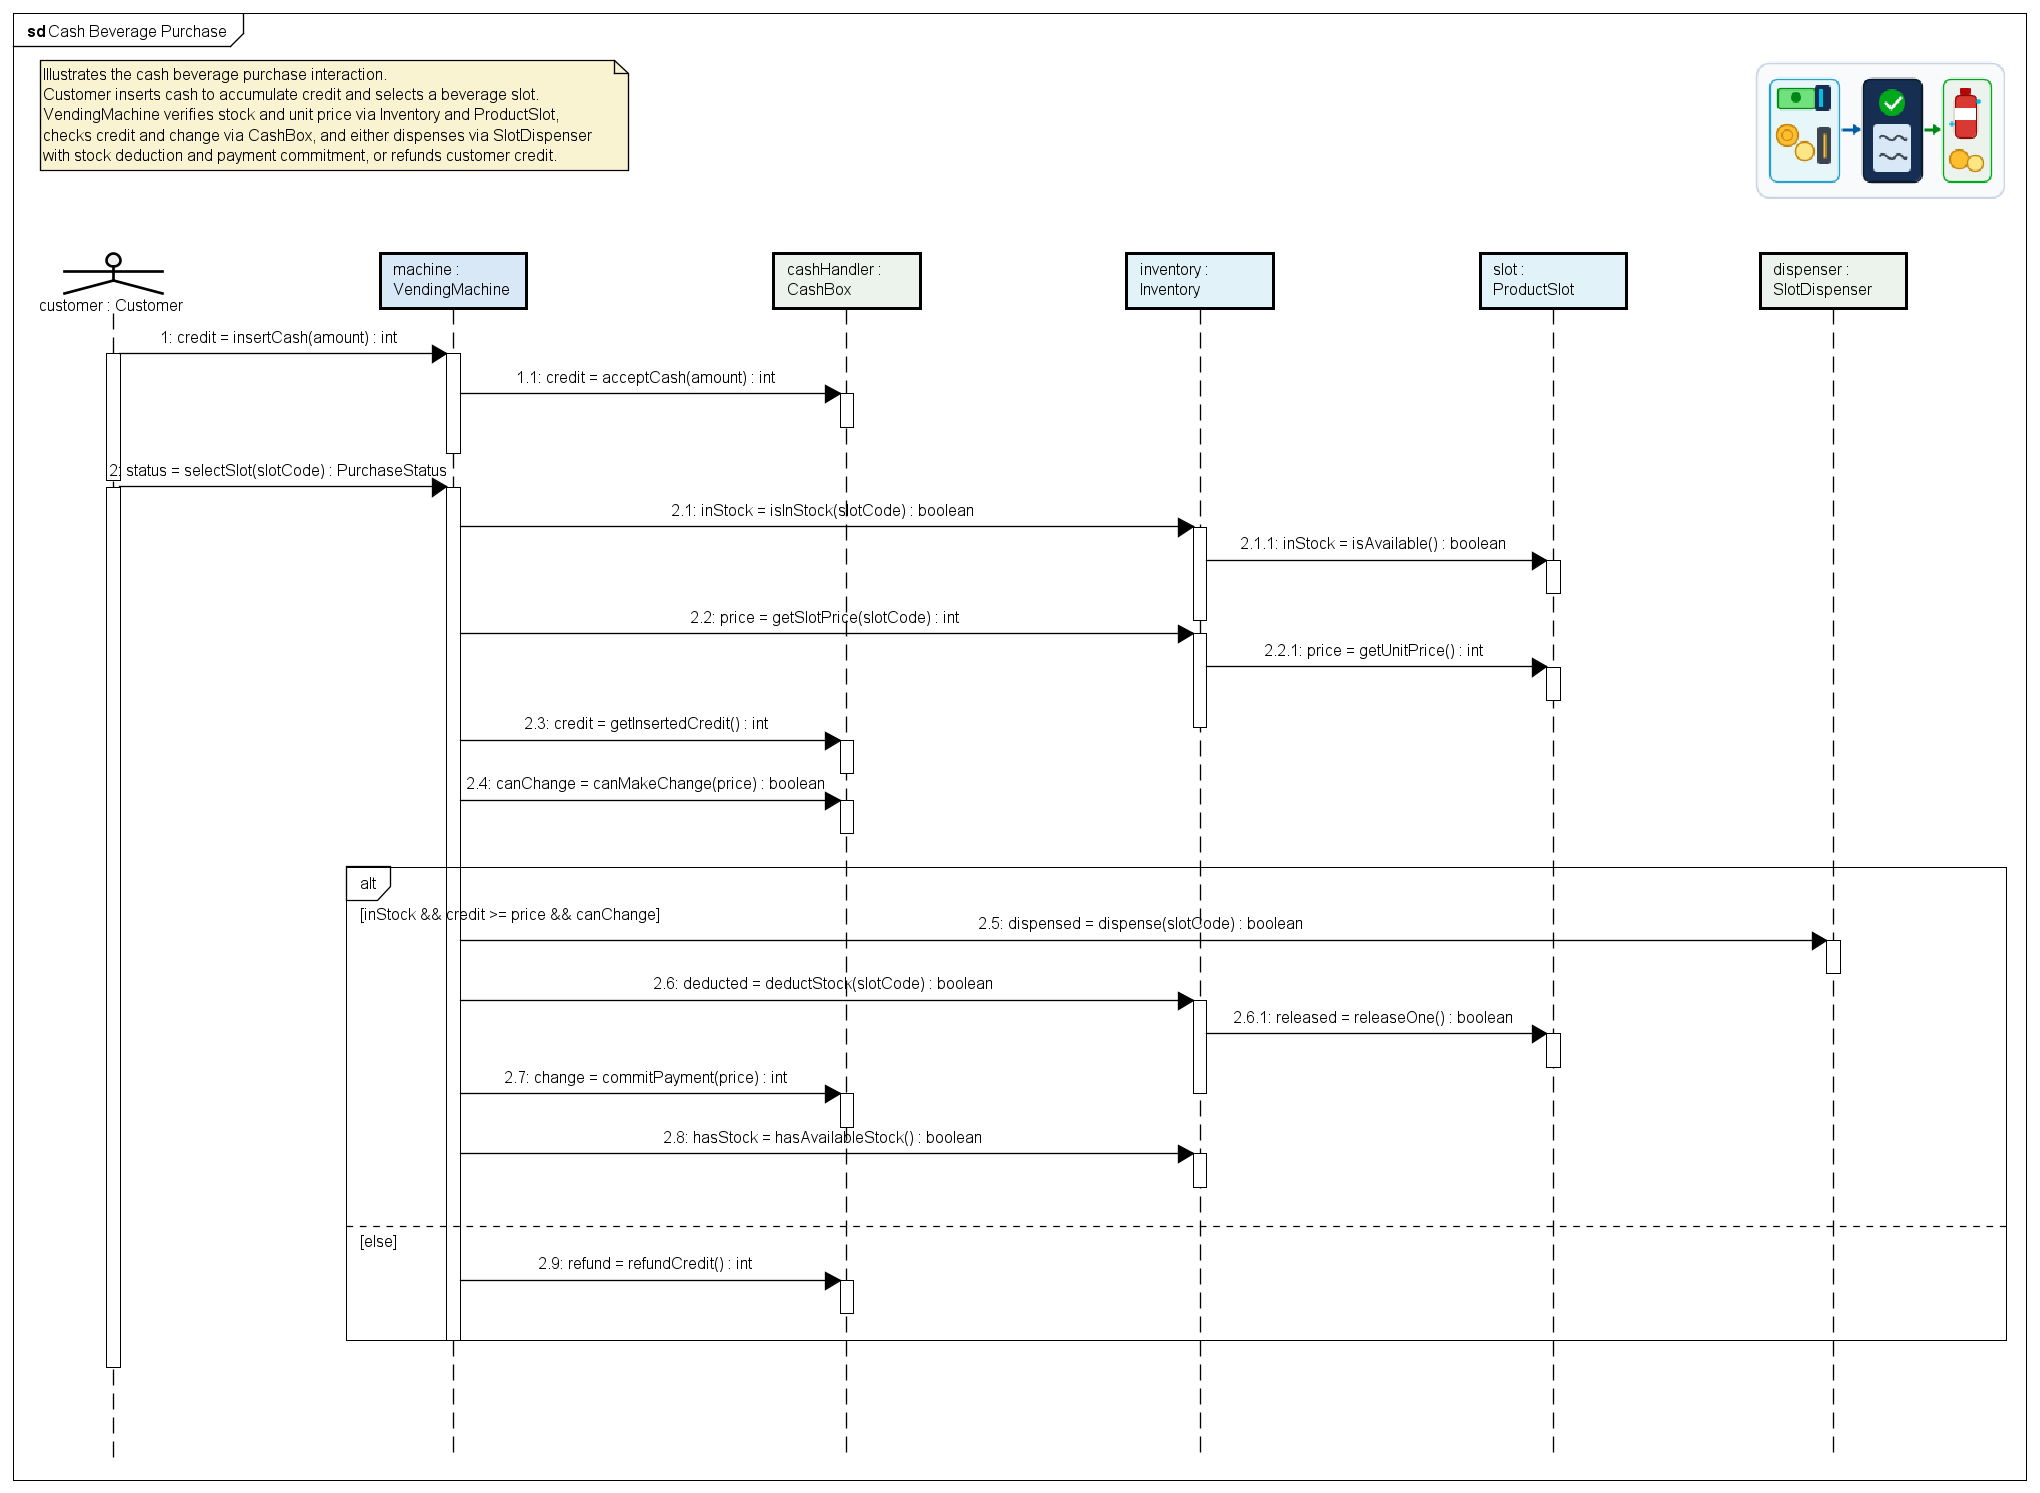 sd Cash Beverage Purchase
Illustrates the cash beverage purchase interaction.
Customer inserts cash to accumulate credit and selects a beverage slot.
VendingMachine verifies stock and unit price via Inventory and ProductSlot,
checks credit and change via CashBox, and either dispenses via SlotDispenser
with stock deduction and payment commitment, or refunds customer credit.
customer : Customer
machine :
VendingMachine
cashHandler :
CashBox
inventory :
Inventory
slot :
ProductSlot
dispenser :
SlotDispenser
1: credit = insertCash(amount) : int
1.1: credit = acceptCash(amount) : int
2: status = selectSlot(slotCode) : PurchaseStatus
2.1: inStock = isInStock(slotCode) : boolean
2.1.1: inStock = isAvailable() : boolean
2.2: price = getSlotPrice(slotCode) : int
2.2.1: price = getUnitPrice() : int
2.3: credit = getInsertedCredit() : int
2.4: canChange = canMakeChange(price) : boolean
alt
[inStock && credit >= price && canChange]
2.5: dispensed = dispense(slotCode) : boolean
2.6: deducted = deductStock(slotCode) : boolean
2.6.1: released = releaseOne() : boolean
2.7: change = commitPayment(price) : int
2.8: hasStock = hasAvailableStock() : boolean
[else]
2.9: refund = refundCredit() : int